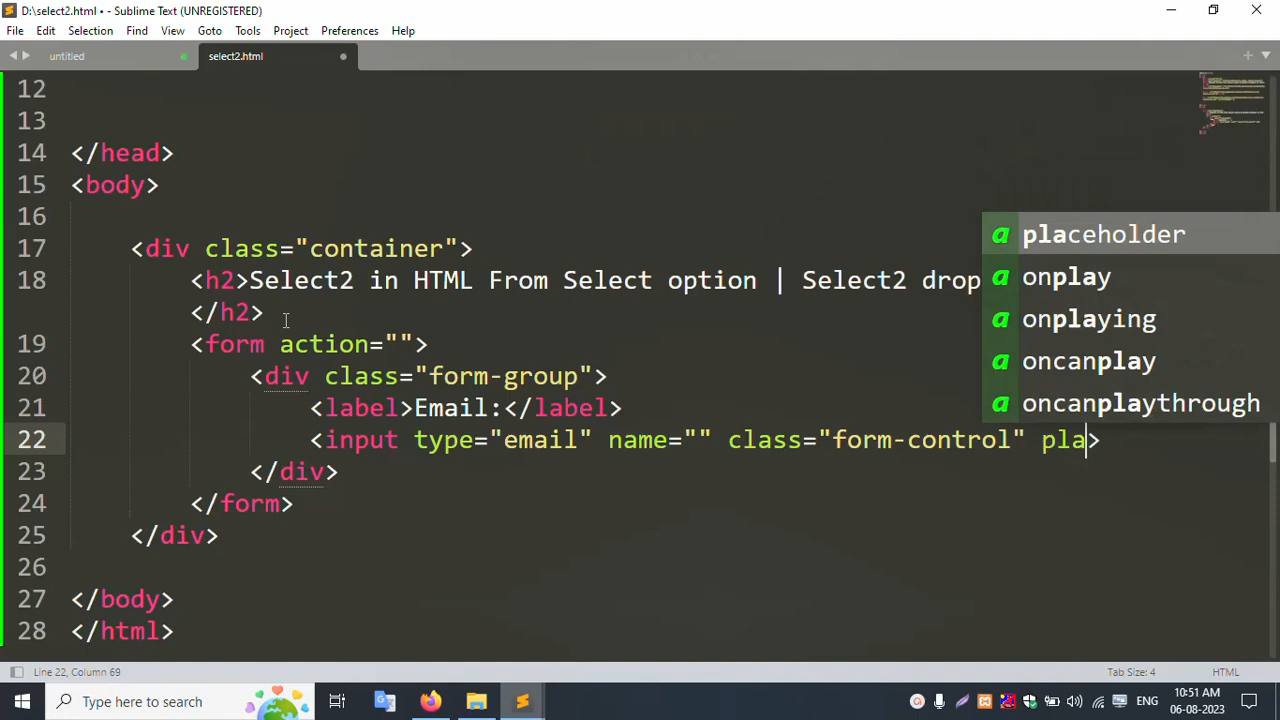 D:\select2.html • - Sublime Text (UNREGISTERED)
File Edit Selection Find View Goto Tools Project Preferences Help
untitled select2.html
12
13
14 </head>
15 <body>
16
17 <div class="container">
18 <h2>Select2 in HTML From Select option | Select2 drop
</h2>
19 <form action="">
20 <div class="form-group">
21 <label>Email:</label>
22 <input type="email" name="" class="form-control" pla>
23 </div>
24 </form>
25 </div>
26
27 </body>
28 </html>
a placeholder
a onplay
a onplaying
a oncanplay
a oncanplaythrough
Line 22, Column 69 Tab Size: 4 HTML
Type here to search
ENG
10:51 AM
06-08-2023